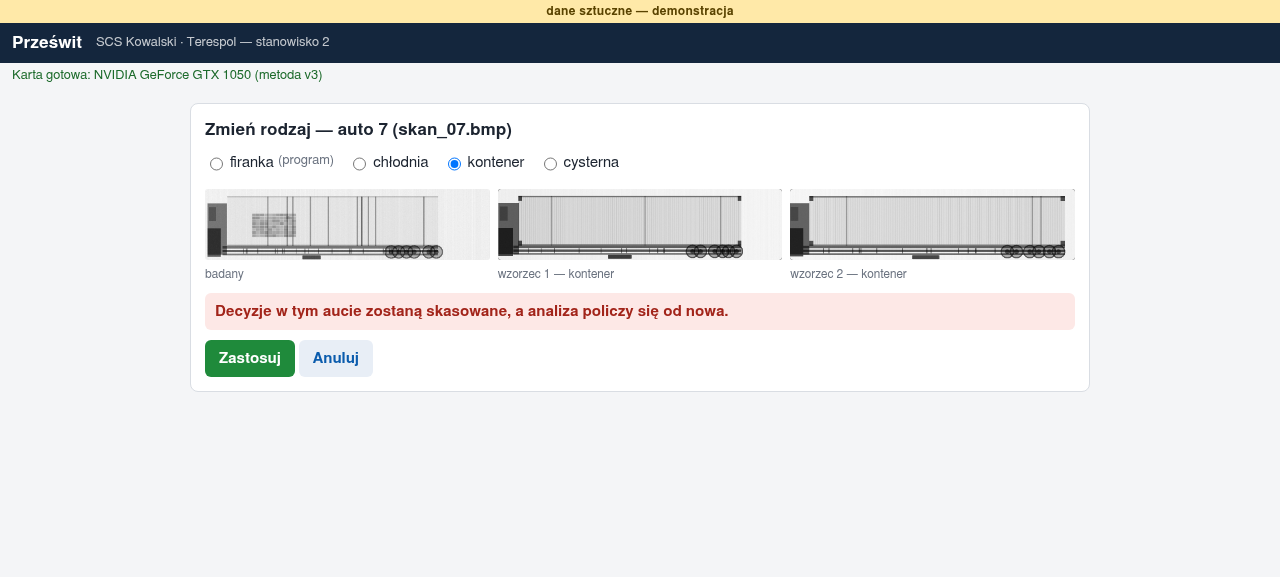 dane sztuczne — demonstracja
Prześwit SCS Kowalski · Terespol — stanowisko 2
Karta gotowa: NVIDIA GeForce GTX 1050 (metoda v3)
Zmień rodzaj — auto 7 (skan_07.bmp)
firanka (program) chłodnia kontener cysterna
badany wzorzec 1 — kontener wzorzec 2 — kontener
Decyzje w tym aucie zostaną skasowane, a analiza policzy się od nowa.
Zastosuj Anuluj